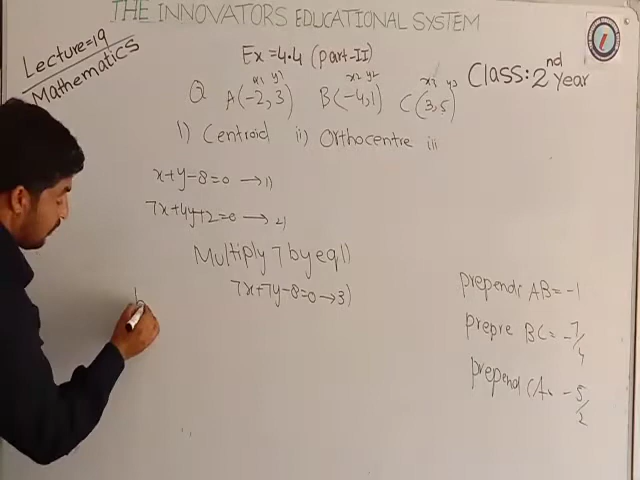 THE INNOVATORS EDUCATIONAL SYSTEM
Lecture=19
Mathematics
Ex=4.4 (part-II)
Class: 2nd year
x1 y1 x2 y2 x3 y3
Q A(-2,3) B(-4,1) C(3,5)
1) Centroid ii) Orthocentre iii
x+y-8=0 →1)
7x+4y+2=0 → 2)
Multiply 7 by eq1)
7x+7y-8=0 →3)
prependr AB=-1
prepre BC= -7/4
prepend CA= -5/2